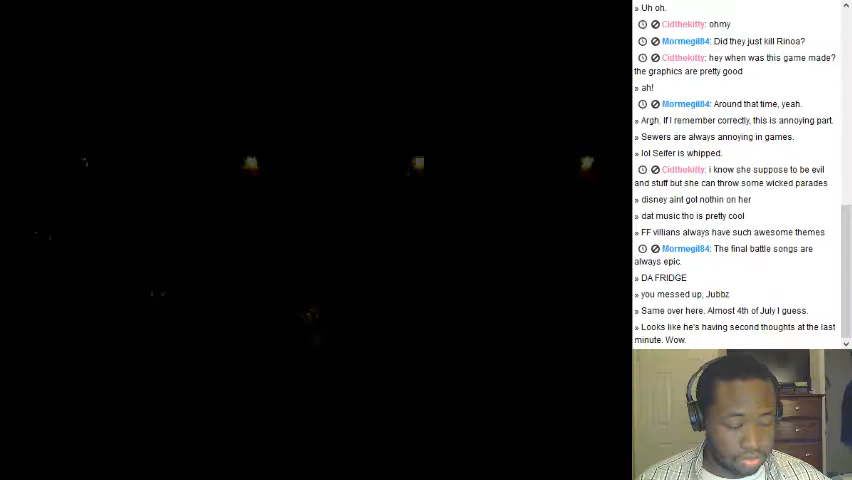 » Uh oh.
Cidthekitty: ohmy
Mormegil84: Did they just kill Rinoa?
Cidthekitty: hey when was this game made?
the graphics are pretty good
» ah!
Mormegil84: Around that time, yeah.
» Argh. If I remember correctly, this is annoying part.
» Sewers are always annoying in games.
» lol Seifer is whipped.
Cidthekitty: i know she suppose to be evil
and stuff but she can throw some wicked parades
» disney aint got nothin on her
» dat music tho is pretty cool
» FF villians always have such awesome themes
Mormegil84: The final battle songs are
always epic.
» DA FRIDGE
» you messed up, Jubbz
» Same over here. Almost 4th of July I guess.
» Looks like he's having second thoughts at the last
minute. Wow.